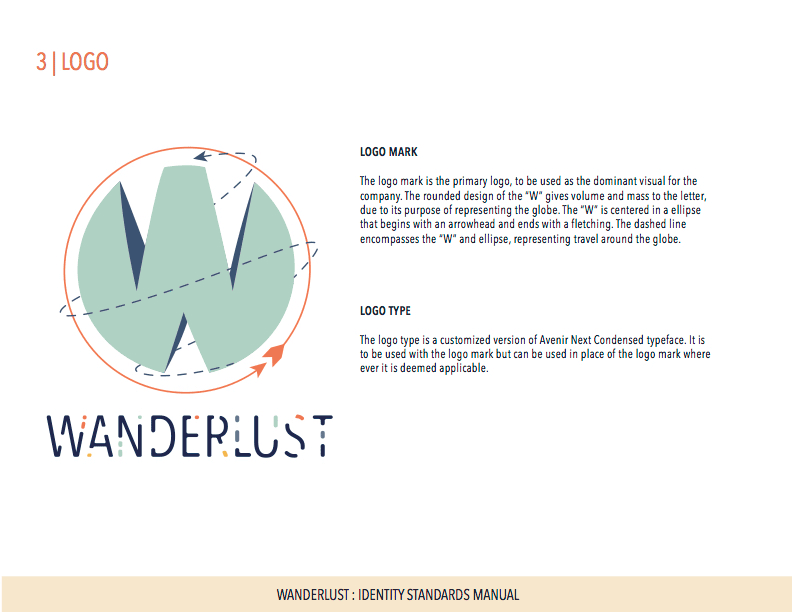 3 | LOGO
LOGO MARK
The logo mark is the primary logo, to be used as the dominant visual for the
company. The rounded design of the “W” gives volume and mass to the letter,
due to its purpose of representing the globe. The “W” is centered in a ellipse
that begins with an arrowhead and ends with a fletching. The dashed line
encompasses the “W” and ellipse, representing travel around the globe.
LOGO TYPE
The logo type is a customized version of Avenir Next Condensed typeface. It is
to be used with the logo mark but can be used in place of the logo mark where
ever it is deemed applicable.
W
WANDERLUST
WANDERLUST : IDENTITY STANDARDS MANUAL